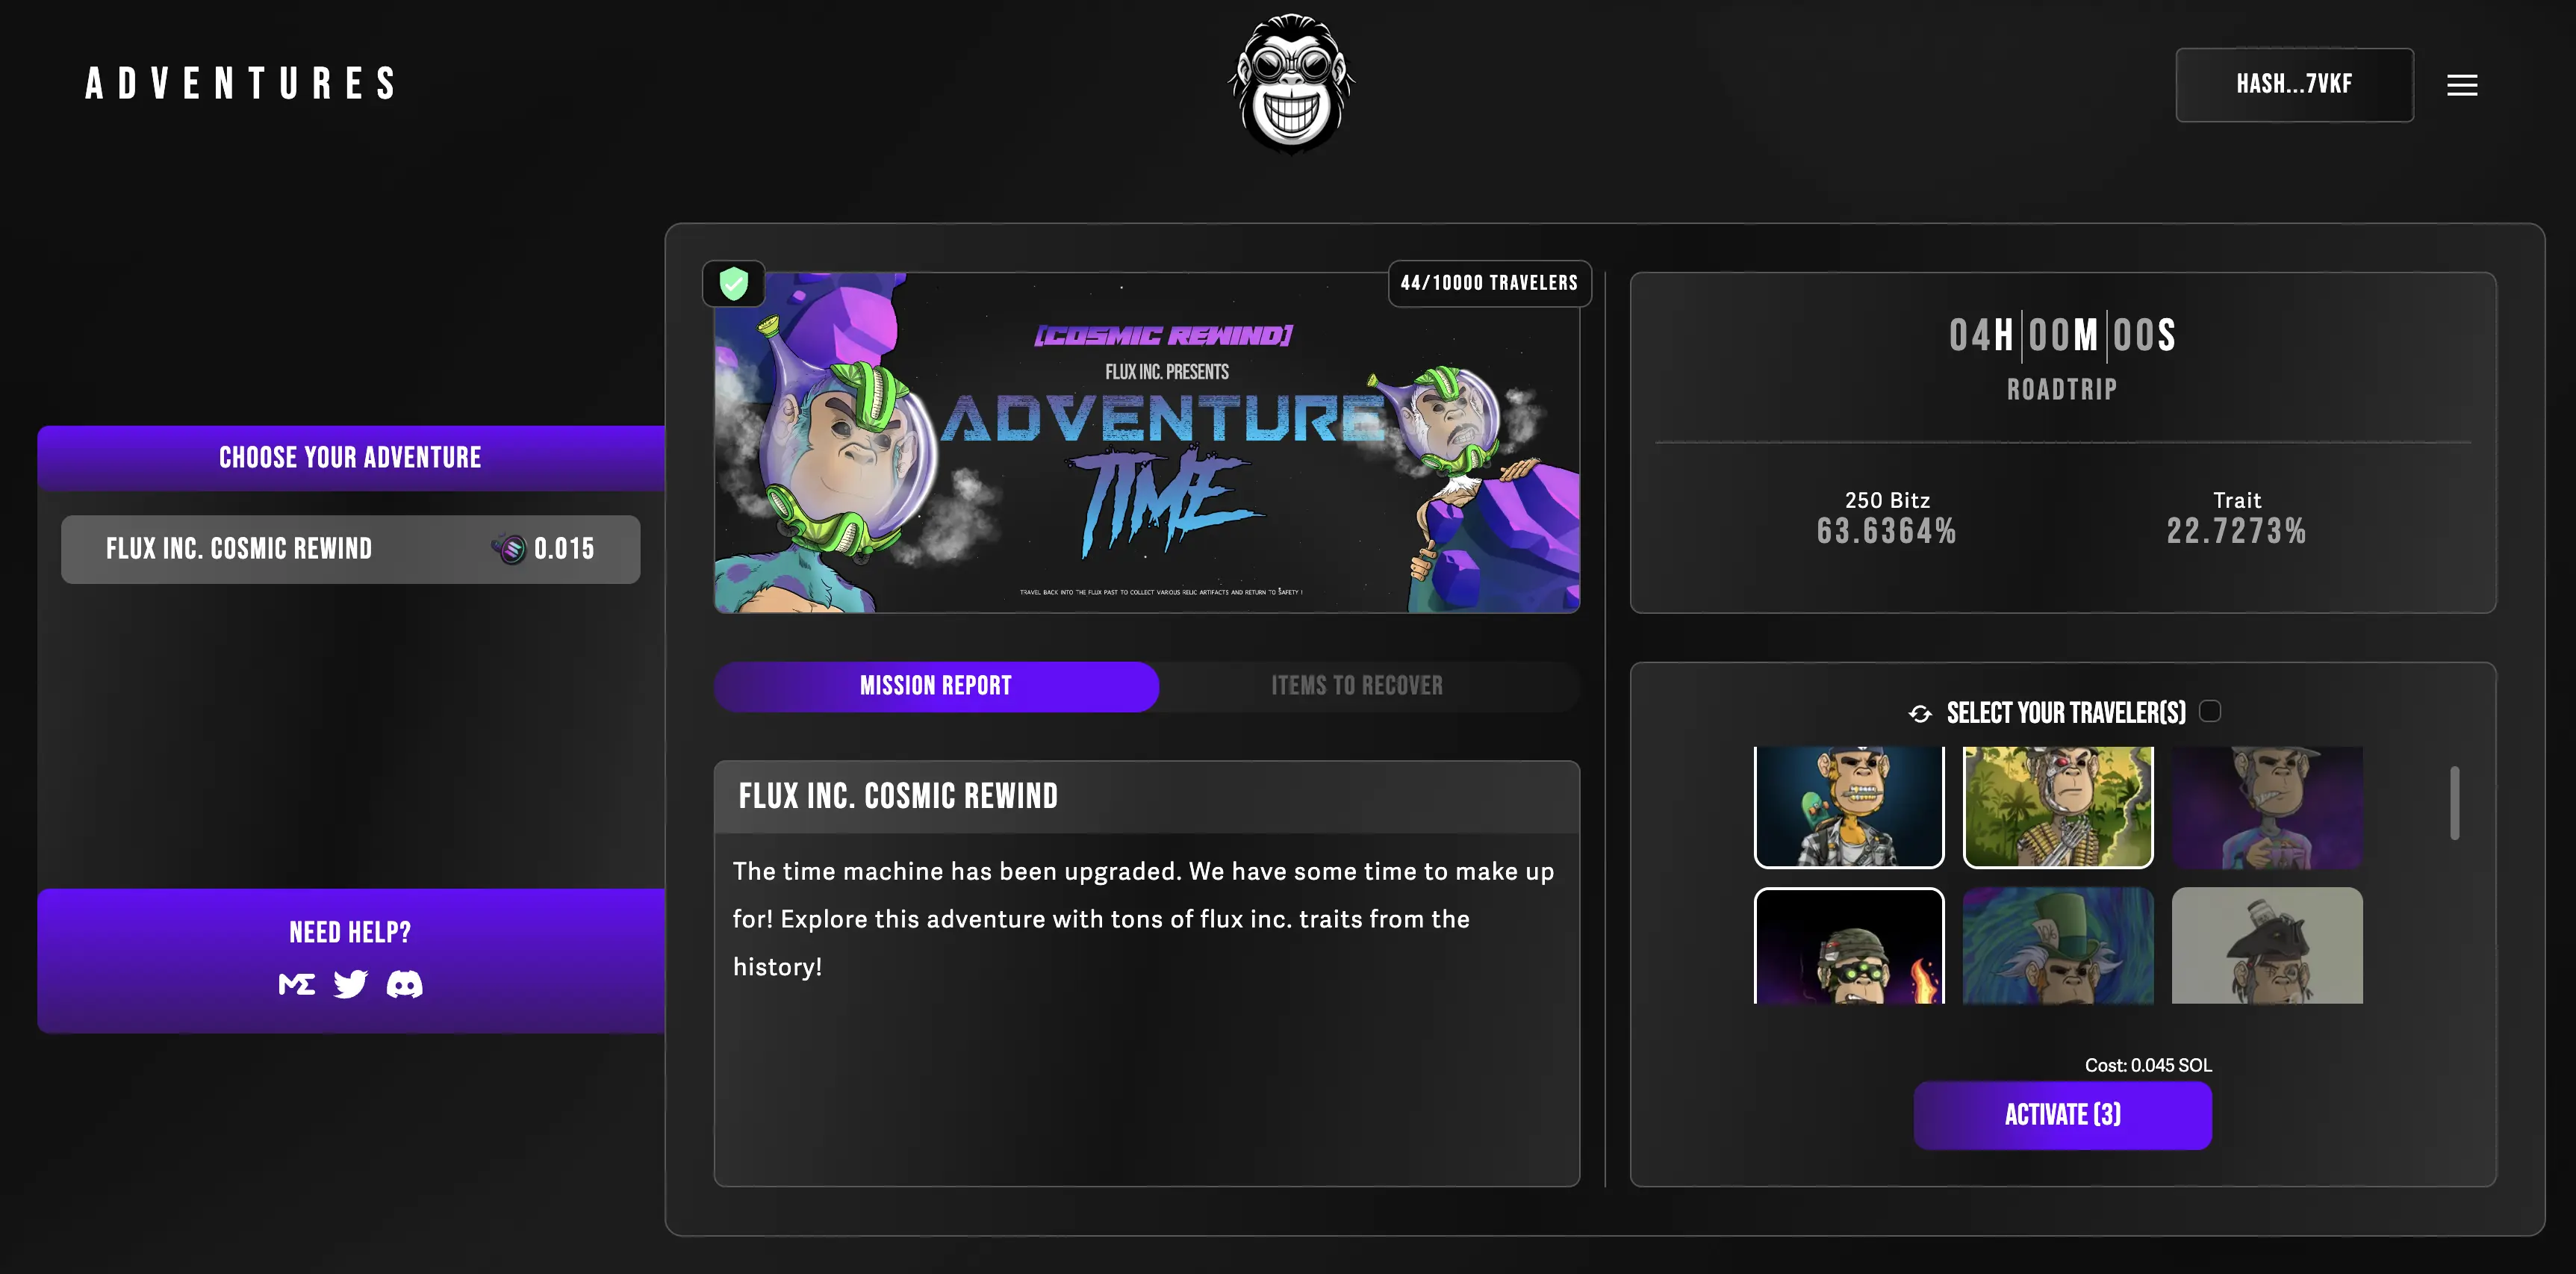 ADVENTURES
HASH...7VKF
CHOOSE YOUR ADVENTURE
FLUX INC. COSMIC REWIND 0.015
NEED HELP?
44/10000 TRAVELERS
[COSMIC REWIND]
FLUX INC. PRESENTS
ADVENTURE
TIME
TRAVEL BACK INTO THE FLUX PAST TO COLLECT VARIOUS RELIC ARTIFACTS AND RETURN TO SAFETY !
MISSION REPORT
ITEMS TO RECOVER
FLUX INC. COSMIC REWIND
The time machine has been upgraded. We have some time to make up
for! Explore this adventure with tons of flux inc. traits from the
history!
04H|00M|00S
ROADTRIP
250 Bitz
63.6364%
Trait
22.7273%
SELECT YOUR TRAVELER(S)
Cost: 0.045 SOL
ACTIVATE (3)